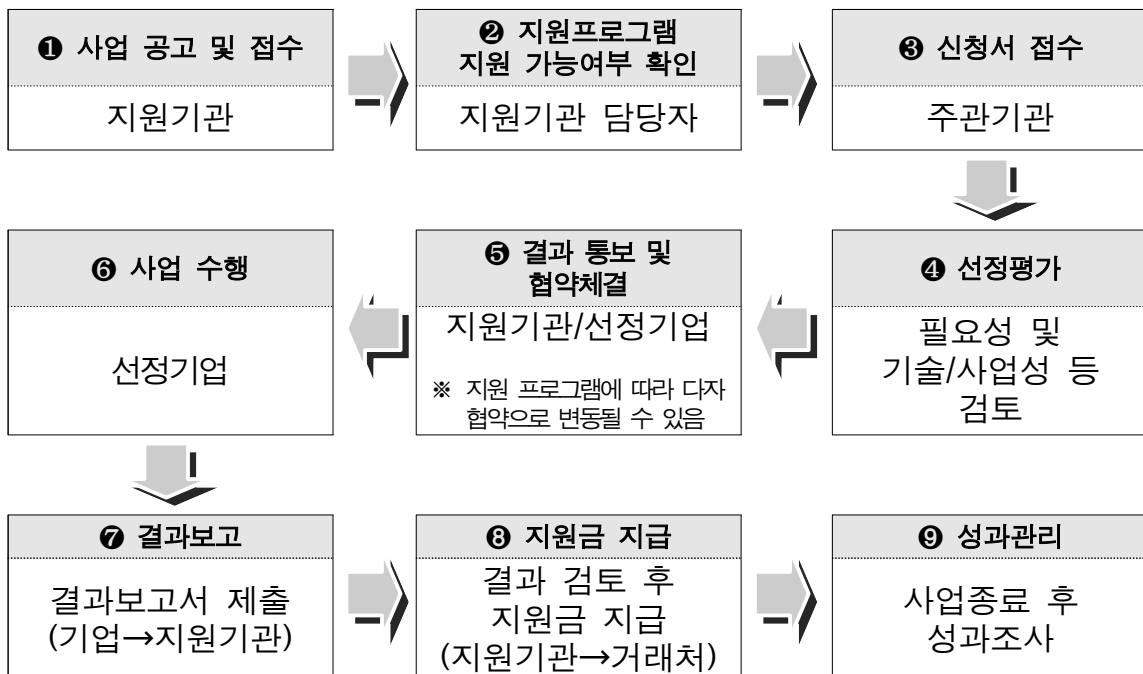 ❶ 사업 공고 및 접수
지원기관
❷ 지원프로그램
지원 가능여부 확인
지원기관 담당자
❸ 신청서 접수
주관기관
❹ 선정평가
필요성 및
기술/사업성 등
검토
❺ 결과 통보 및
협약체결
지원기관/선정기업
※ 지원 프로그램에 따라 다자
협약으로 변동될 수 있음
❻ 사업 수행
선정기업
❼ 결과보고
결과보고서 제출
(기업→지원기관)
❽ 지원금 지급
결과 검토 후
지원금 지급
(지원기관→거래처)
❾ 성과관리
사업종료 후
성과조사